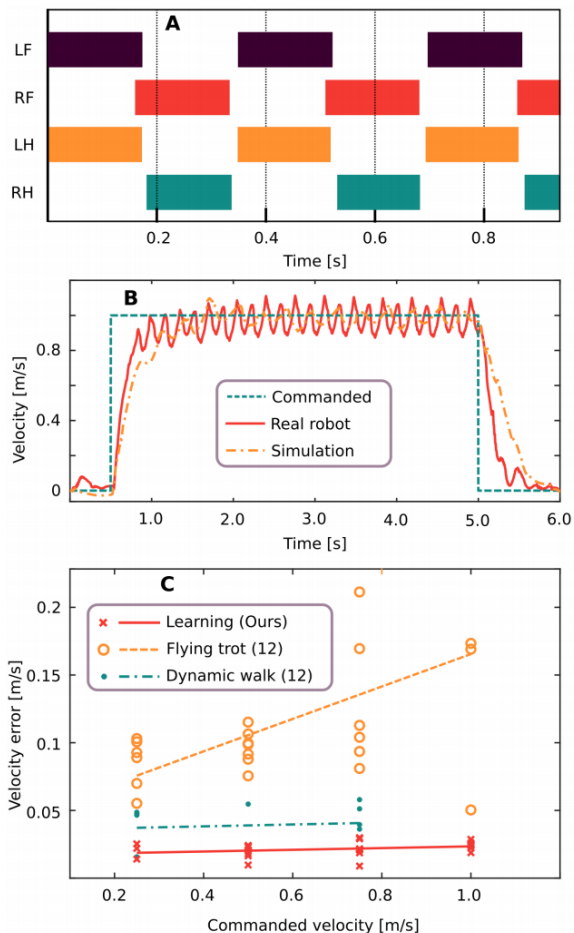 A
LF
RF
LH
RH
0.2 0.4 0.6 0.8
Time [s]
B
Velocity [m/s]
0.8
0.4
0
Commanded
Real robot
Simulation
1.0 2.0 3.0 4.0 5.0 6.0
Time [s]
C
Velocity error [m/s]
0.2
0.15
0.1
0.05
Learning (Ours)
Flying trot (12)
Dynamic walk (12)
0.2 0.4 0.6 0.8 1.0
Commanded velocity [m/s]